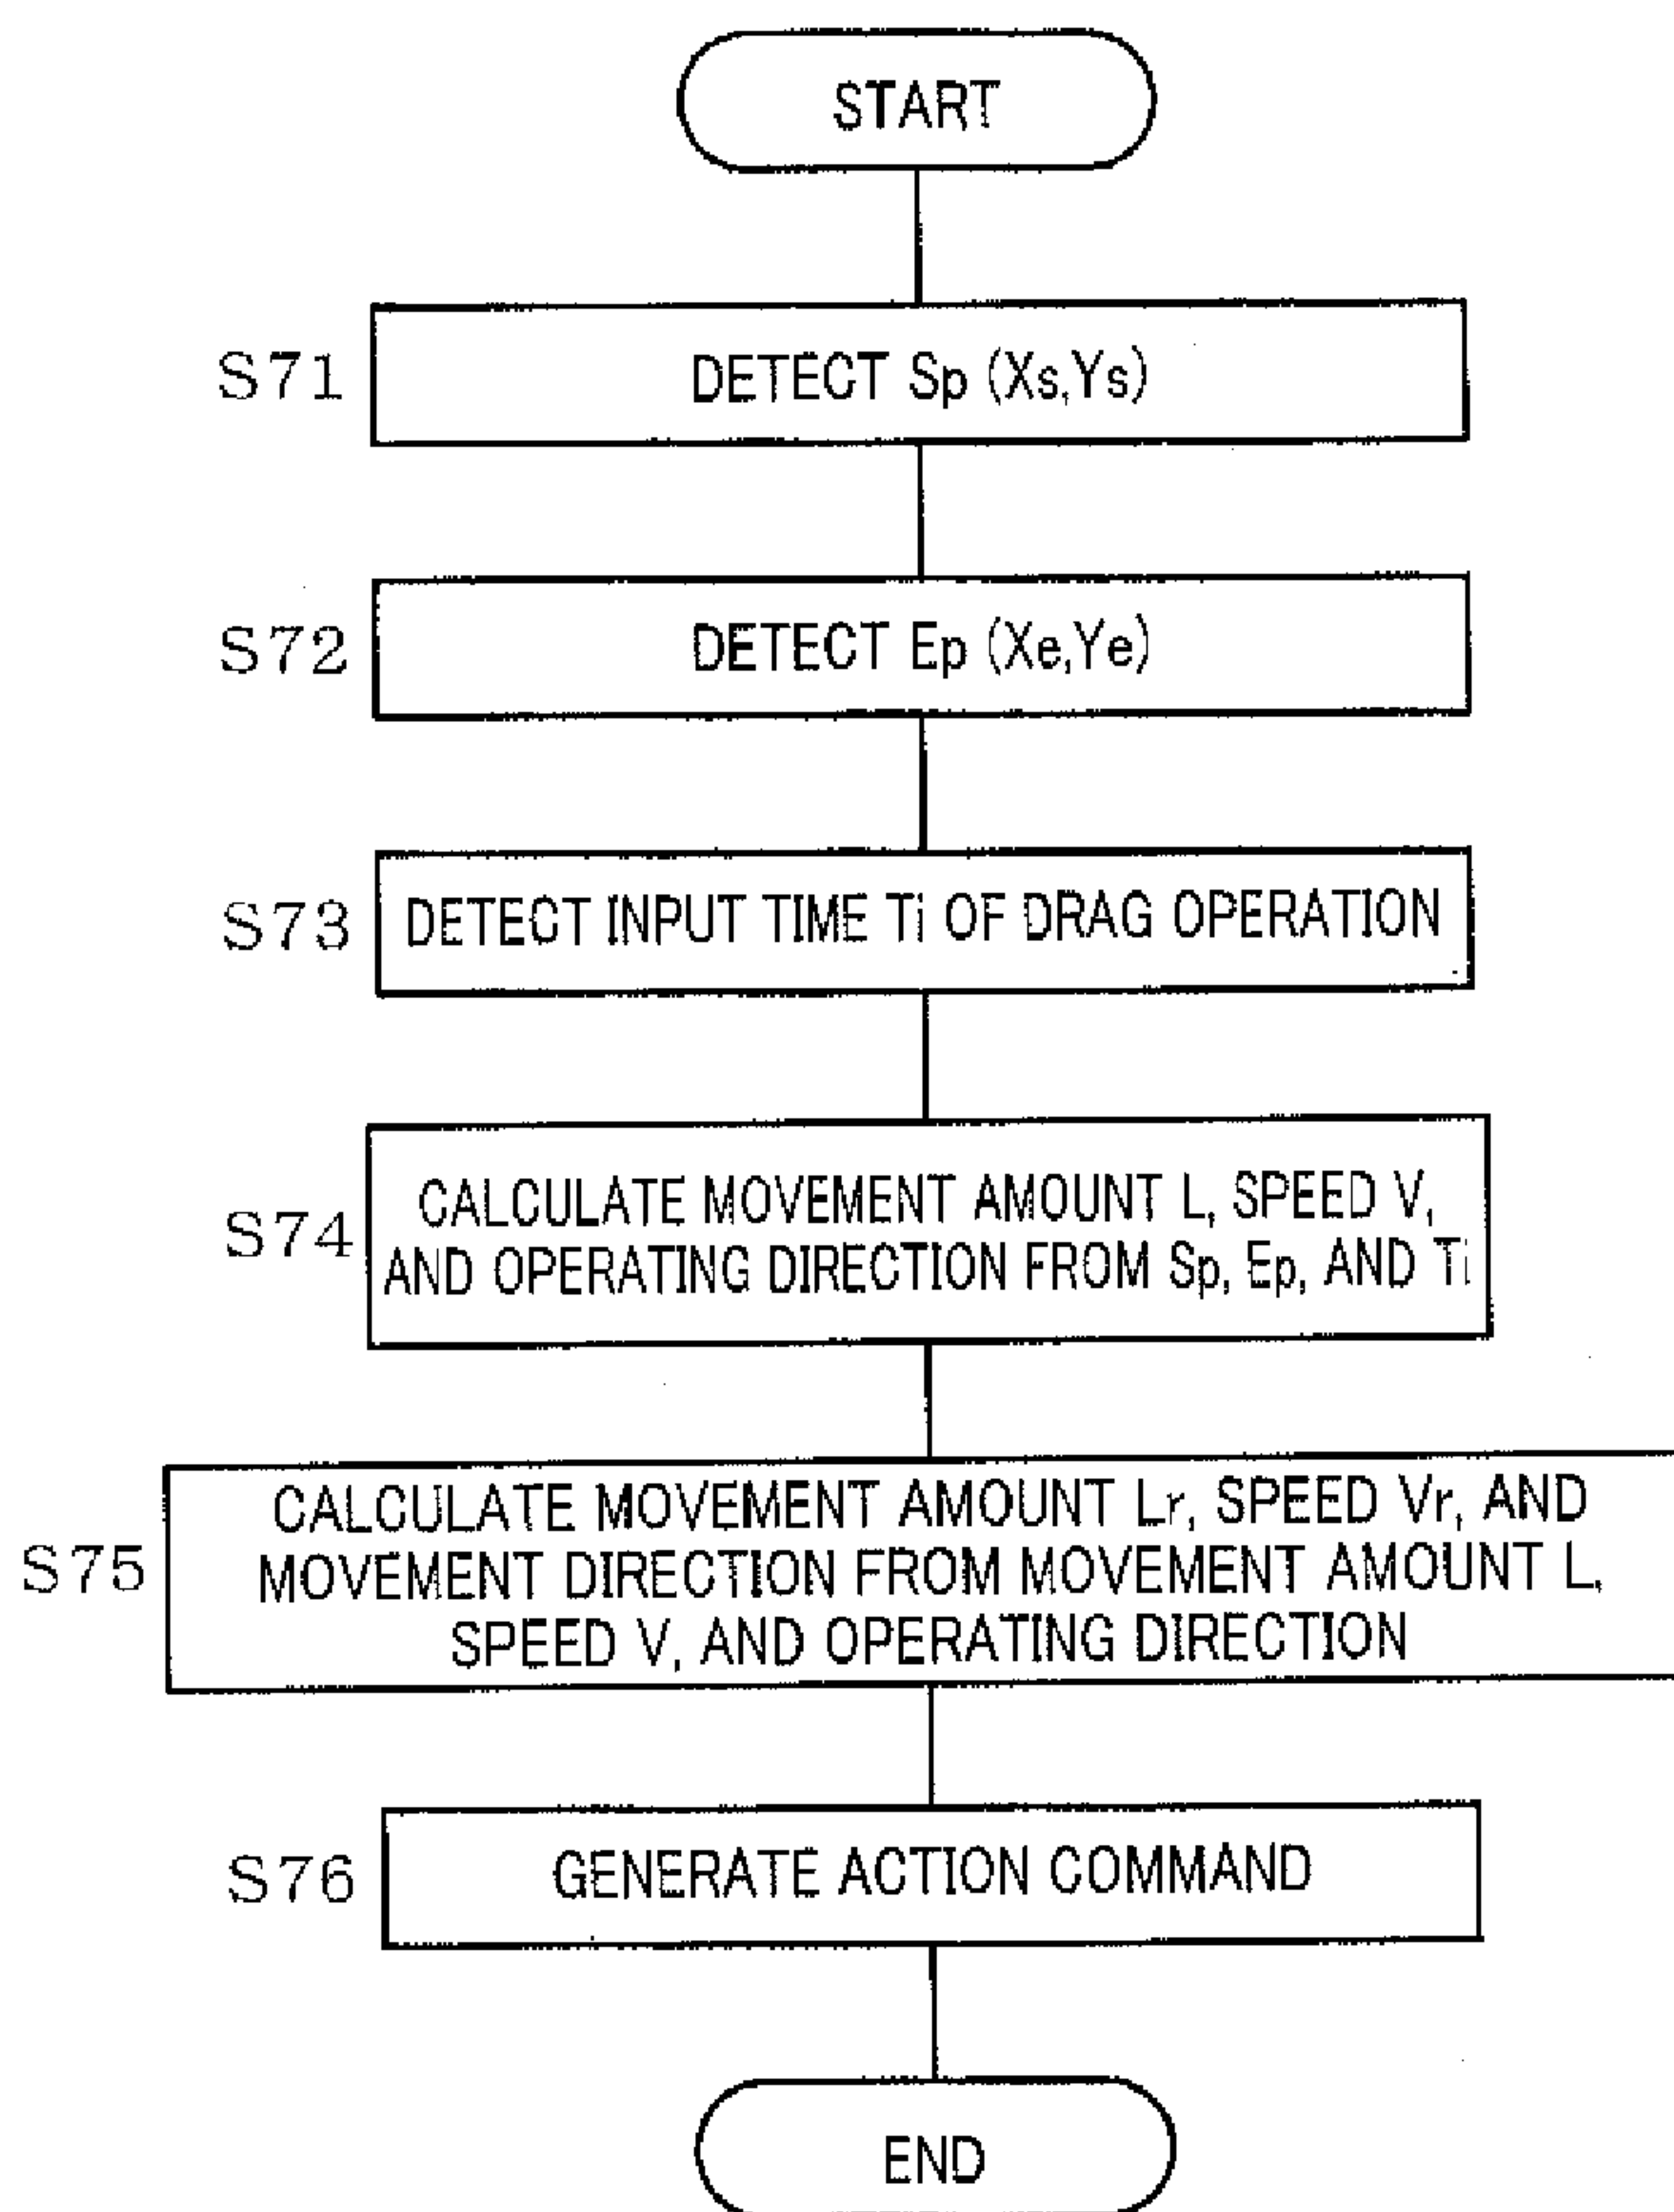 START
S71
DETECT Sp (Xs,Ys)
S72
DETECT Ep (Xe,Ye)
S73
DETECT INPUT TIME Ti OF DRAG OPERATION
S74
CALCULATE MOVEMENT AMOUNT L, SPEED V,
AND OPERATING DIRECTION FROM Sp, Ep, AND Ti
S75
CALCULATE MOVEMENT AMOUNT Lr, SPEED Vr, AND
MOVEMENT DIRECTION FROM MOVEMENT AMOUNT L,
SPEED V, AND OPERATING DIRECTION
S76
GENERATE ACTION COMMAND
END